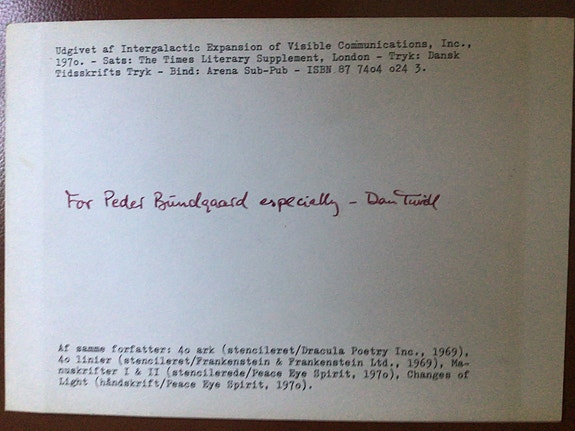 Udgivet af Intergalactic Expansion of Visible Communications, Inc.,
197o. - Sats: The Times Literary Supplement, London - Tryk: Dansk
Tidsskrifts Tryk - Bind: Arena Sub-Pub - ISBN 87 74o4 o24 3.
For Peder Bundgaard especially - Dan Turèll
Af samme forfatter: 4o ark (stencileret/Dracula Poetry Inc., 1969),
4o linier (stencileret/Frankenstein & Frankenstein Ltd., 1969), Ma-
nuskrifter I & II (stencilerede/Peace Eye Spirit, 197o), Changes of
Light (håndskrift/Peace Eye Spirit, 197o).